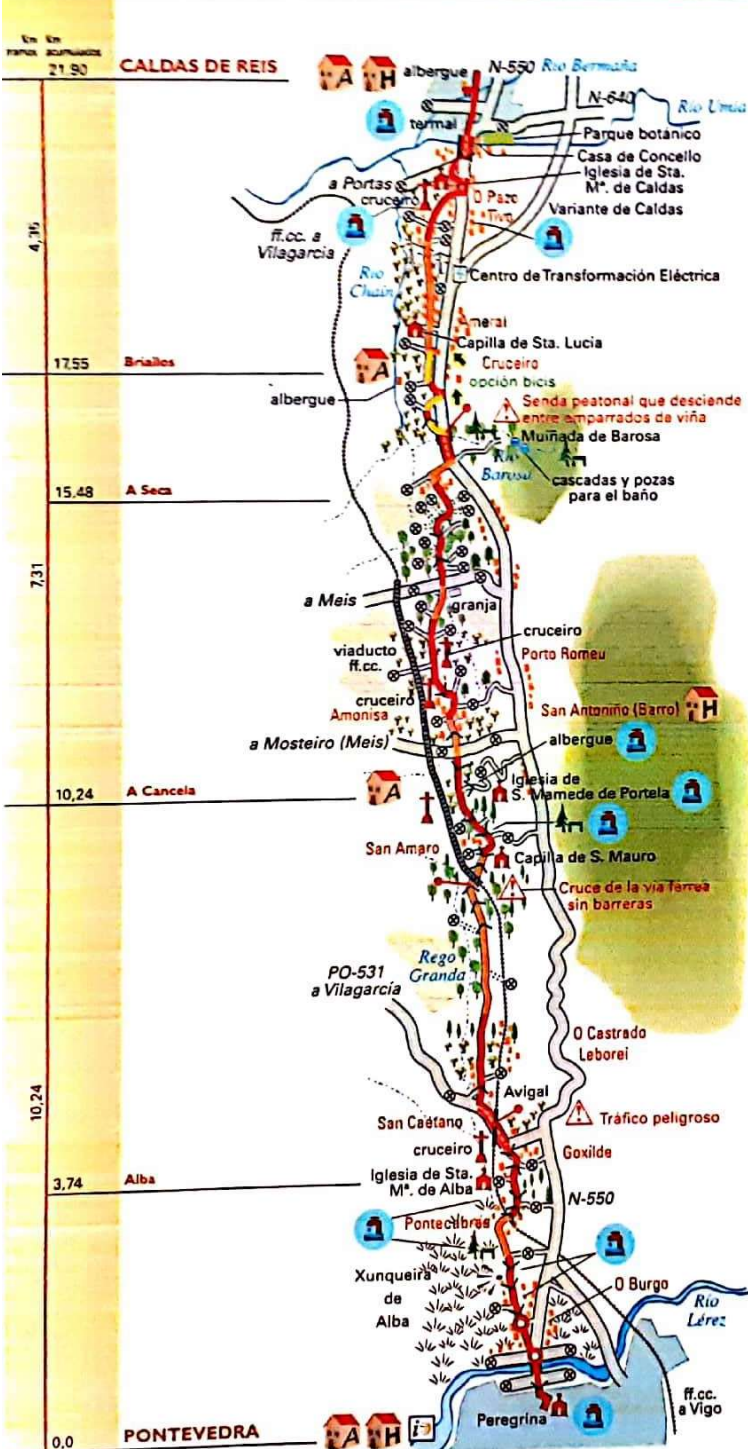 Km tramos
Km acumulados
21.90 CALDAS DE REIS
A
H
albergue
N-550
Río Bermaña
N-640
Río Umia
termal
Parque botánico
Casa de Concello
Iglesia de Sta.
Mª. de Caldas
a Portas
cruceiro
O Pazo
Tivo
Variante de Caldas
ff.cc. a
Vilagarcía
4,35
Río
Chaín
Centro de Transformación Eléctrica
Ameral
Capilla de Sta. Lucía
17,55 Briallos
A
Cruceiro
opción bicis
albergue
Senda peatonal que desciende
entre emparrados de viña
Muiñada de Barosa
Río
Barosa
cascadas y pozas
para el baño
15,48 A Seca
7,31
a Meis
granja
cruceiro
viaducto
ff.cc.
Porto Romeu
cruceiro
Amonisa
San Antoniño (Barro)
H
a Mosteiro (Meis)
albergue
10,24 A Cancela
A
Iglesia de
S. Mamede de Portela
San Amaro
Capilla de S. Mauro
Cruce de la vía férrea
sin barreras
Rego
Granda
PO-531
a Vilagarcía
O Castrado
Leborei
10,24
Avigal
San Caetano
Tráfico peligroso
cruceiro
Goxilde
Iglesia de Sta.
Mª. de Alba
3,74 Alba
N-550
Pontecabras
Xunqueira
de
Alba
O Burgo
Río
Lérez
ff.cc.
a Vigo
Peregrina
0,0 PONTEVEDRA
A
H
i